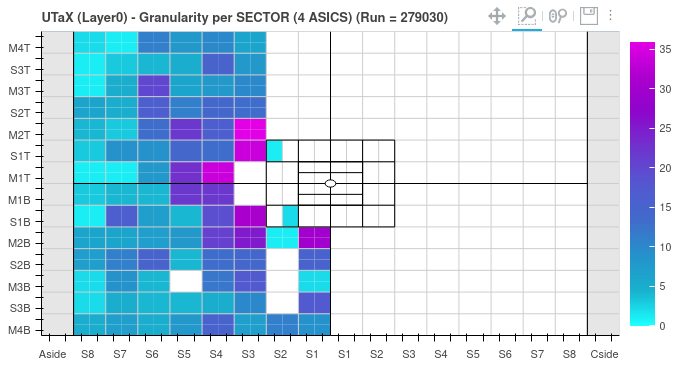 UTaX (Layer0) - Granularity per SECTOR (4 ASICS) (Run = 279030)
M4T
S3T
M3T
S2T
M2T
S1T
M1T
M1B
S1B
M2B
S2B
M3B
S3B
M4B
Aside S8 S7 S6 S5 S4 S3 S2 S1 S1 S2 S3 S4 S5 S6 S7 S8 Cside
35
30
25
20
15
10
5
0